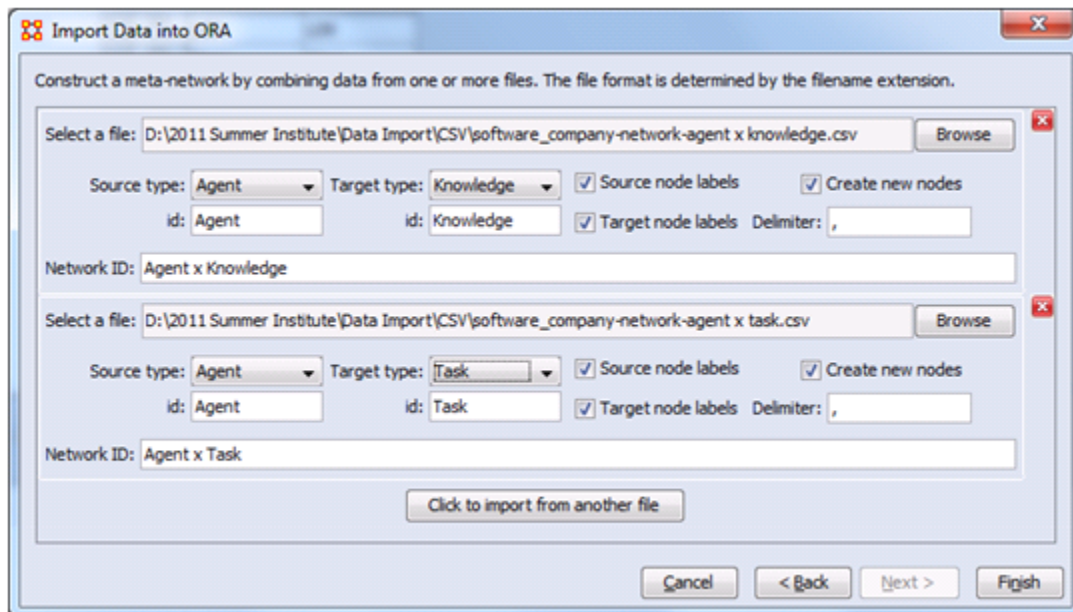 Import Data into ORA
Construct a meta-network by combining data from one or more files. The file format is determined by the filename extension.
Select a file: D:\2011 Summer Institute\Data Import\CSV\software_company-network-agent x knowledge.csv Browse
Source type: Agent Target type: Knowledge Source node labels Create new nodes
id: Agent id: Knowledge Target node labels Delimiter: ,
Network ID: Agent x Knowledge
Select a file: D:\2011 Summer Institute\Data Import\CSV\software_company-network-agent x task.csv Browse
Source type: Agent Target type: Task Source node labels Create new nodes
id: Agent id: Task Target node labels Delimiter: ,
Network ID: Agent x Task
Click to import from another file
Cancel < Back Next > Finish